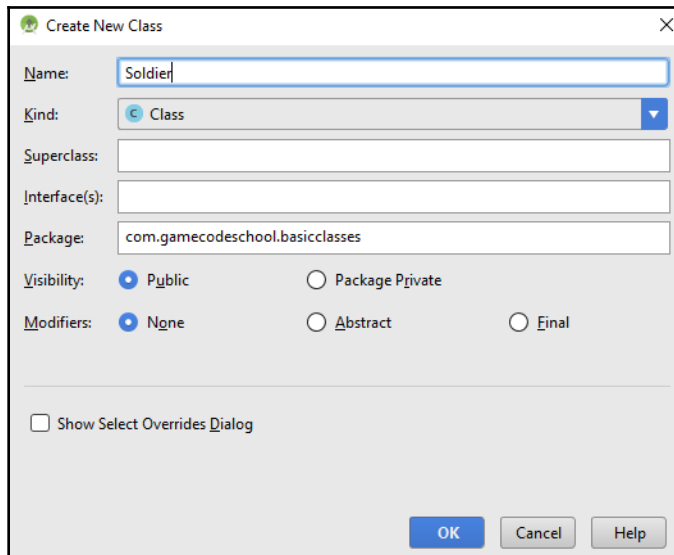 Create New Class
Name: Soldier
Kind: C Class
Superclass:
Interface(s):
Package: com.gamecodeschool.basicclasses
Visibility: Public Package Private
Modifiers: None Abstract Final
Show Select Overrides Dialog
OK Cancel Help